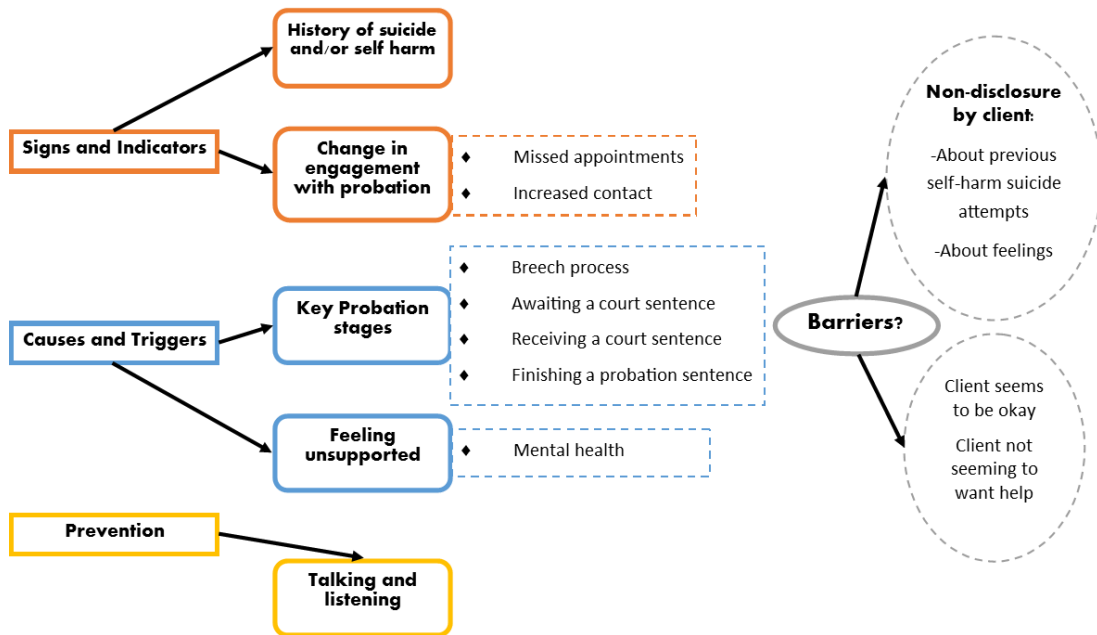 History of suicide
and/or self harm
Signs and Indicators
Change in
engagement
with probation
♦ Missed appointments
♦ Increased contact
Causes and Triggers
Key Probation
stages
♦ Breech process
♦ Awaiting a court sentence
♦ Receiving a court sentence
♦ Finishing a probation sentence
Feeling
unsupported
♦ Mental health
Prevention
Talking and
listening
Barriers?
Non-disclosure
by client:
-About previous
self-harm suicide
attempts
-About feelings
Client seems
to be okay
Client not
seeming to
want help